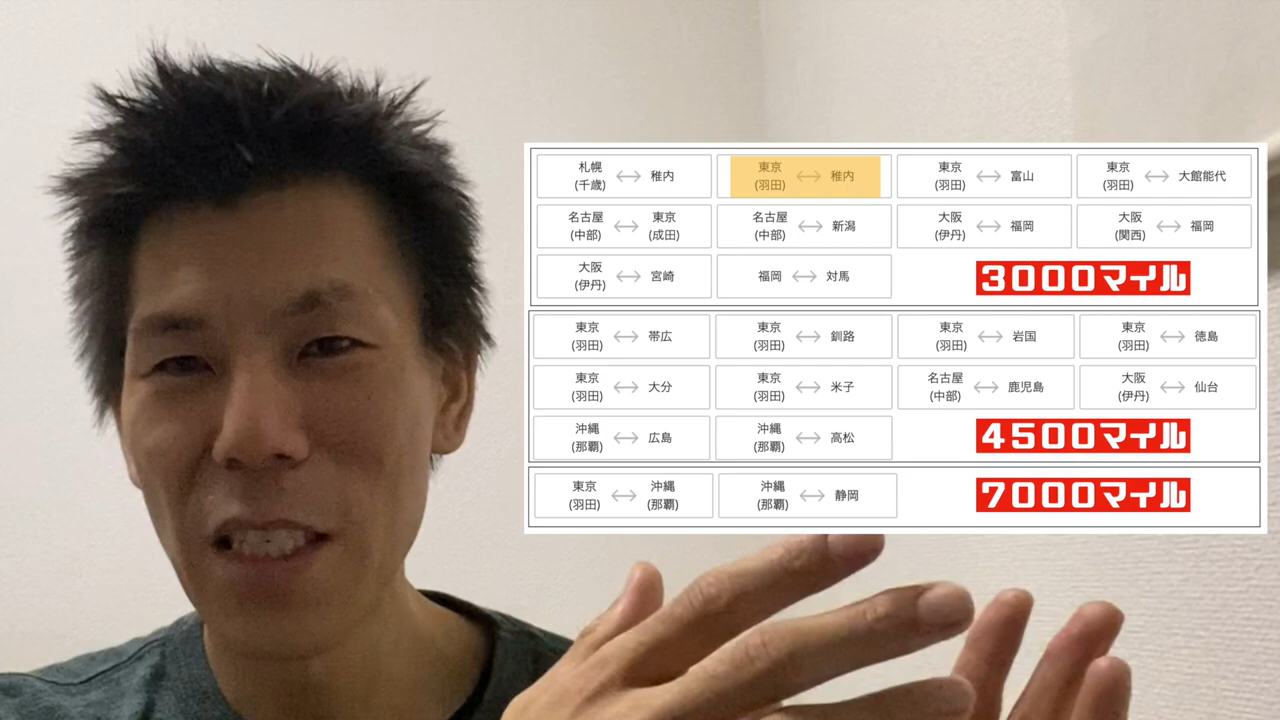 札幌(千歳) ↔ 稚内
東京(羽田) ↔ 稚内
東京(羽田) ↔ 富山
東京(羽田) ↔ 大館能代
名古屋(中部) ↔ 東京(成田)
名古屋(中部) ↔ 新潟
大阪(伊丹) ↔ 福岡
大阪(関西) ↔ 福岡
大阪(伊丹) ↔ 宮崎
福岡 ↔ 対馬
3000マイル
東京(羽田) ↔ 帯広
東京(羽田) ↔ 釧路
東京(羽田) ↔ 岩国
東京(羽田) ↔ 徳島
東京(羽田) ↔ 大分
東京(羽田) ↔ 米子
名古屋(中部) ↔ 鹿児島
大阪(伊丹) ↔ 仙台
沖縄(那覇) ↔ 広島
沖縄(那覇) ↔ 高松
4500マイル
東京(羽田) ↔ 沖縄(那覇)
沖縄(那覇) ↔ 静岡
7000マイル